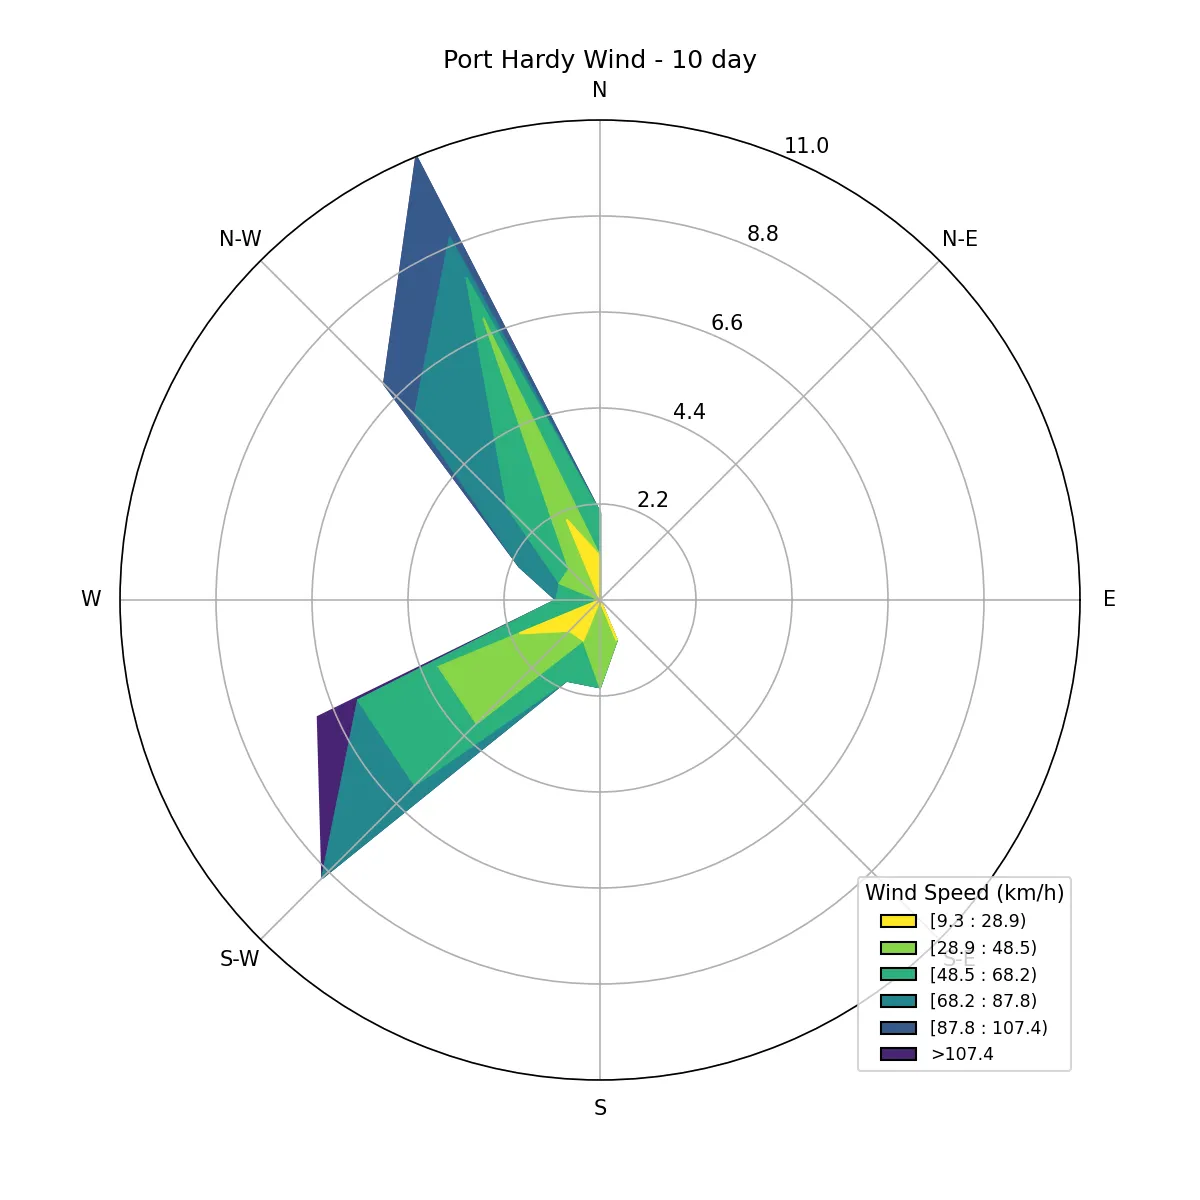 Port Hardy Wind - 10 day
N
11.0
N-W
8.8
N-E
6.6
4.4
2.2
W
E
Wind Speed (km/h)
[9.3 : 28.9)
[28.9 : 48.5)
S-W
S-E
[48.5 : 68.2)
[68.2 : 87.8)
[87.8 : 107.4)
>107.4
S